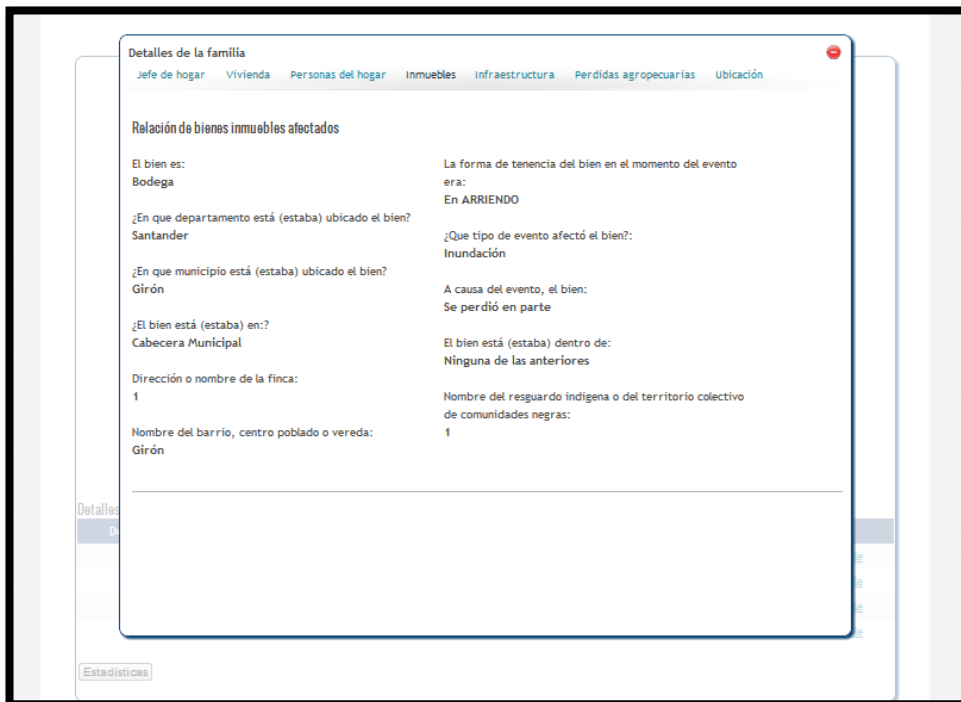 Detalles de la familia
Jefe de hogar Vivienda Personas del hogar Inmuebles Infraestructura Perdidas agropecuarias Ubicación
Relación de bienes inmuebles afectados
El bien es:
Bodega
¿En que departamento está (estaba) ubicado el bien?
Santander
¿En que municipio está (estaba) ubicado el bien?
Girón
¿El bien está (estaba) en:?
Cabecera Municipal
Dirección o nombre de la finca:
1
Nombre del barrio, centro poblado o vereda:
Girón
La forma de tenencia del bien en el momento del evento
era:
En ARRIENDO
¿Que tipo de evento afectó el bien?:
Inundación
A causa del evento, el bien:
Se perdió en parte
El bien está (estaba) dentro de:
Ninguna de las anteriores
Nombre del resguardo indigena o del territorio colectivo
de comunidades negras:
1
Detalles
Estadisticas